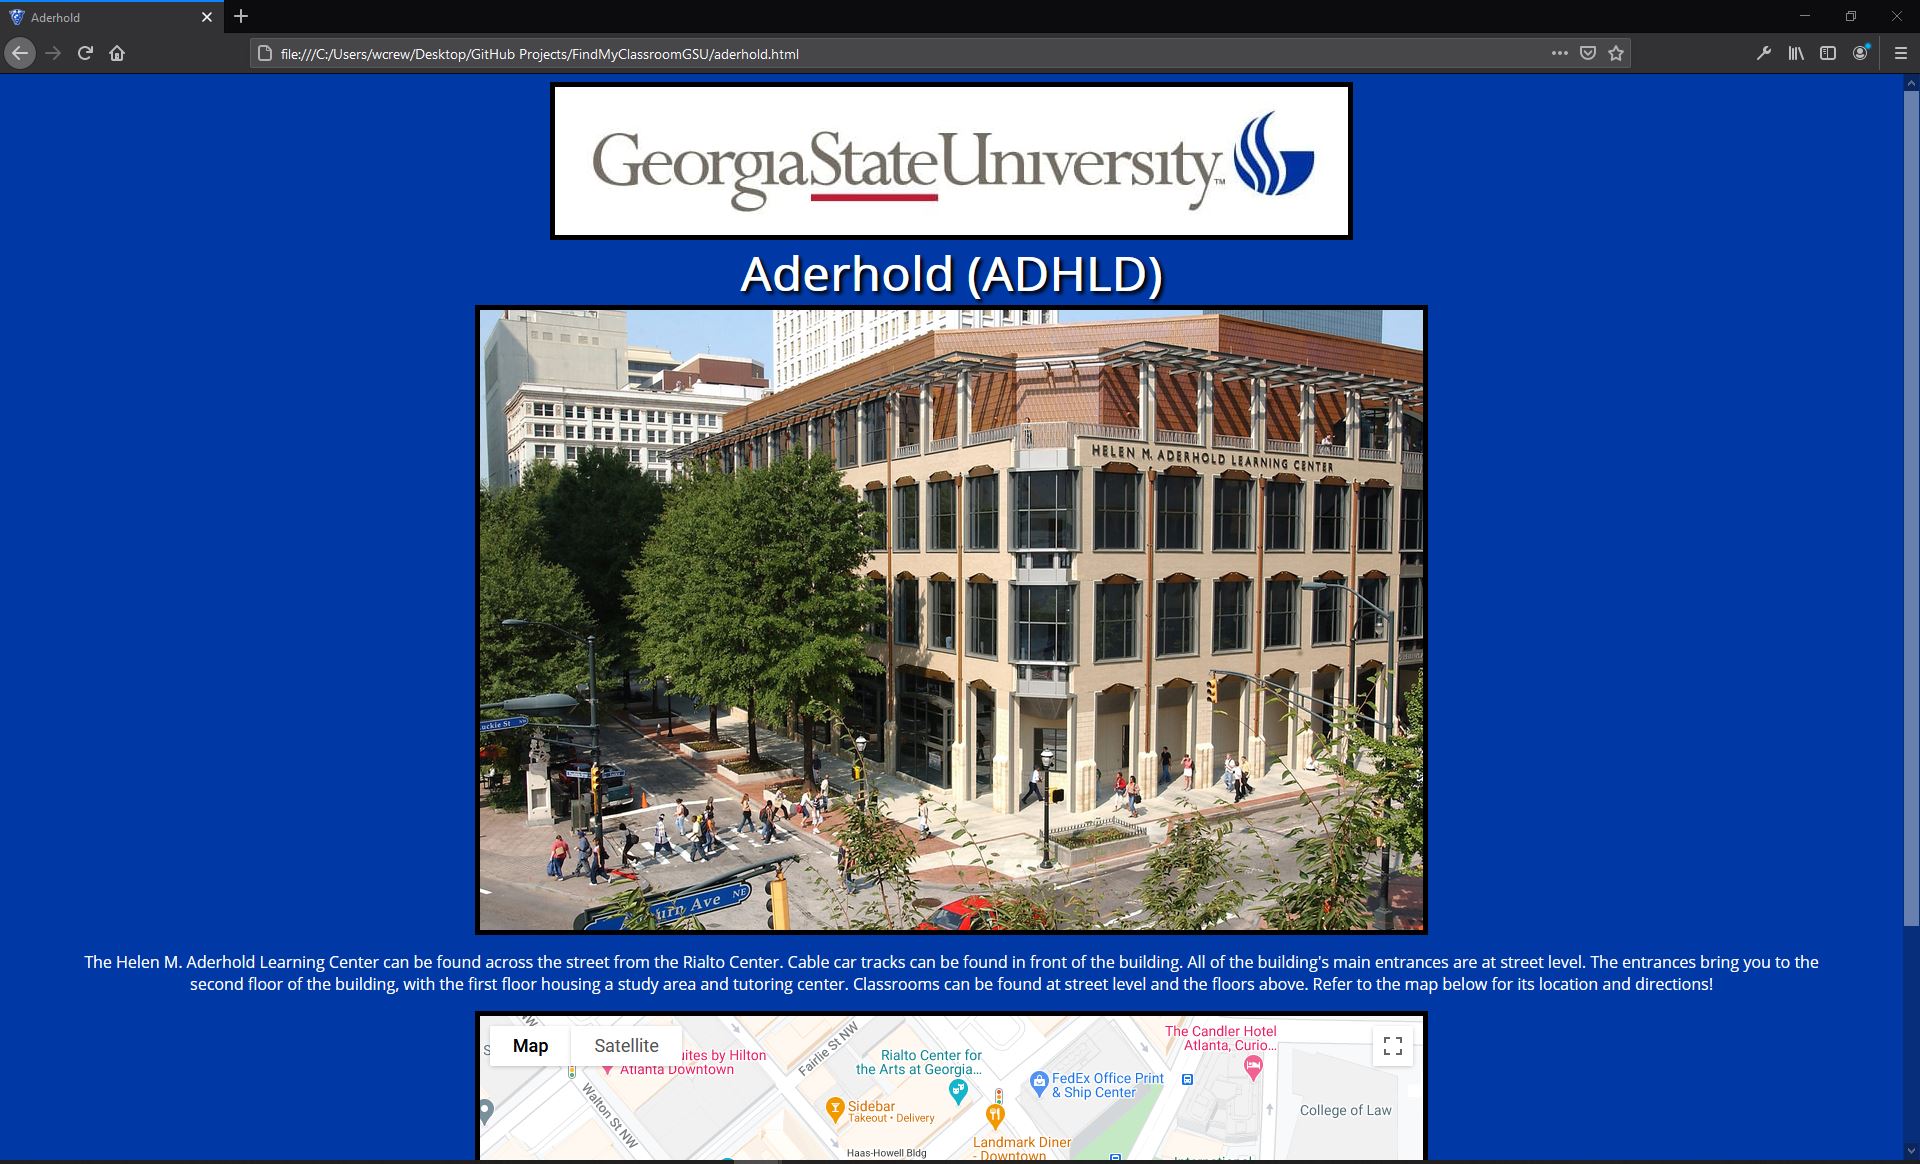 Aderhold
file:///C:/Users/wcrew/Desktop/GitHub Projects/FindMyClassroomGSU/aderhold.html
GeorgiaStateUniversity™
Aderhold (ADHLD)
HELEN M. ADERHOLD LEARNING CENTER
uckie St NW
urn Ave NE
The Helen M. Aderhold Learning Center can be found across the street from the Rialto Center. Cable car tracks can be found in front of the building. All of the building's main entrances are at street level. The entrances bring you to the
second floor of the building, with the first floor housing a study area and tutoring center. Classrooms can be found at street level and the floors above. Refer to the map below for its location and directions!
Map
Satellite
uites by Hilton
Atlanta Downtown
Fairlie St NW
Walton St NW
Rialto Center for
the Arts at Georgia...
Sidebar
Takeout • Delivery
FedEx Office Print
& Ship Center
The Candler Hotel
Atlanta, Curio...
College of Law
Landmark Diner
- Downtown
Haas-Howell Bldg
International